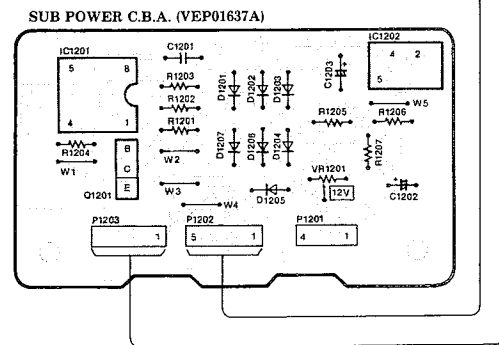 SUB POWER C.B.A. (VEP01637A)
IC1201
5 8
4 1
C1201
R1203
R1202
R1201
D1201
D1202
D1203
C1203
+
IC1202
4 2
5
W5
R1205
R1206
R1204
W1
B
C
E
Q1201
W2
D1207
D1206
D1204
R1207
W3
VR1201
12V
D1205
+
C1202
W4
P1203
1
P1202
5 1
P1201
4 1